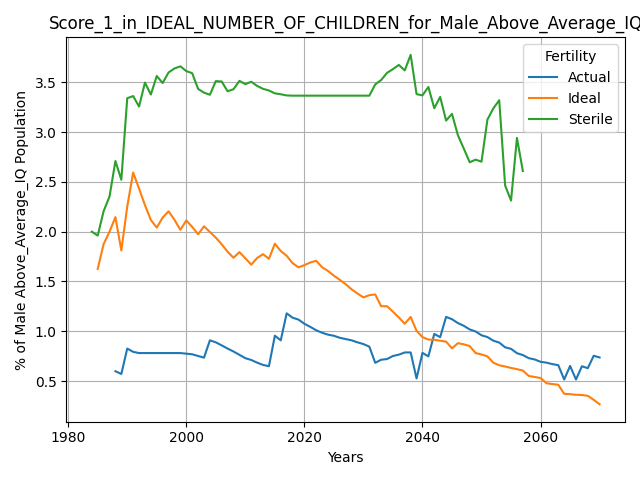 Score_1_in_IDEAL_NUMBER_OF_CHILDREN_for_Male_Above_Average_IQ
% of Male Above_Average_IQ Population
3.5
3.0
2.5
2.0
1.5
1.0
0.5
Fertility
Actual
Ideal
Sterile
1980
2000
2020
2040
2060
Years